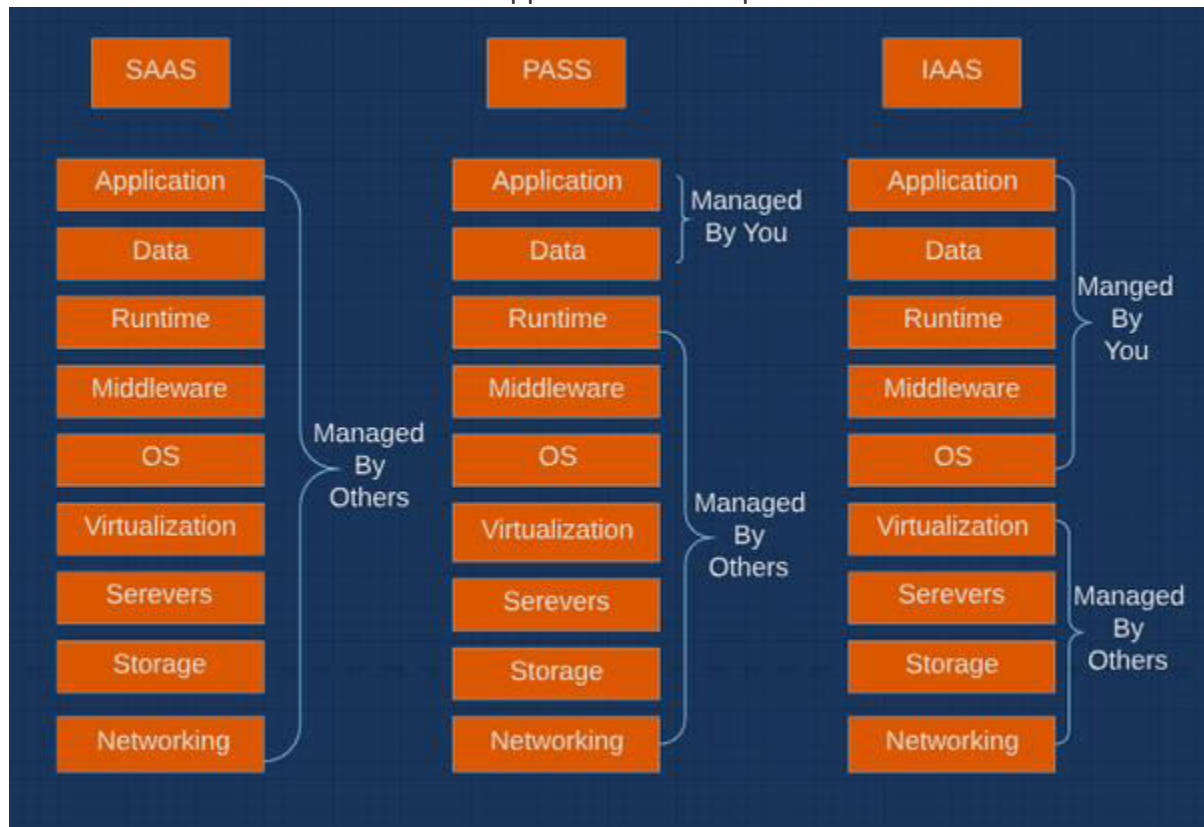 SAAS
Application
Data
Runtime
Middleware
OS
Virtualization
Serevers
Storage
Networking
Managed
By
Others
PASS
Application
Data
Runtime
Middleware
OS
Virtualization
Serevers
Storage
Networking
Managed
By You
Managed
By
Others
IAAS
Application
Data
Runtime
Middleware
OS
Virtualization
Serevers
Storage
Networking
Manged
By
You
Managed
By
Others